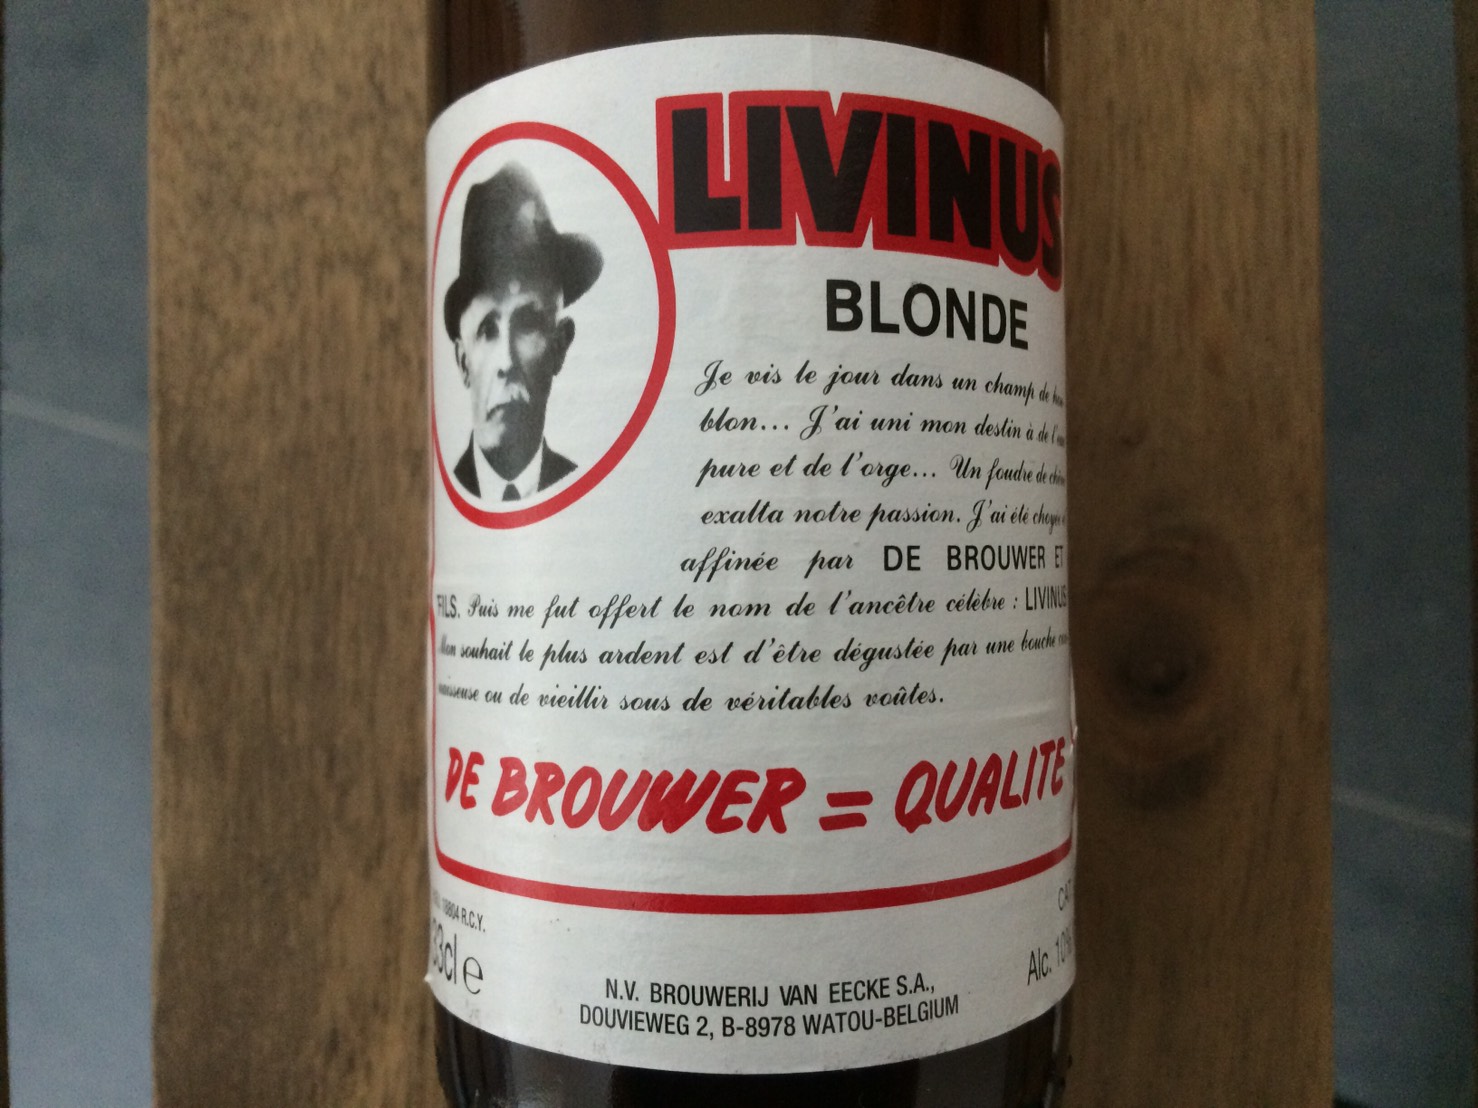 LIVINUS
BLONDE
Je vis le jour dans un champ de
blon... J'ai uni mon destin à de
pure et de l'orge... Un foudre de
exalta notre passion. J'ai été
affinée par DE BROUWER ET
FILS. Puis me fut offert le nom de l'ancêtre célèbre : LIVINUS
Mon souhait le plus ardent est d'être dégustée par une bouche
ou de vieillir sous de véritables voûtes.
DE BROUWER = QUALITE
R.C.Y.
33cl e
Alc. 10%
N.V. BROUWERIJ VAN EECKE S.A.,
DOUVIEWEG 2, B-8978 WATOU-BELGIUM